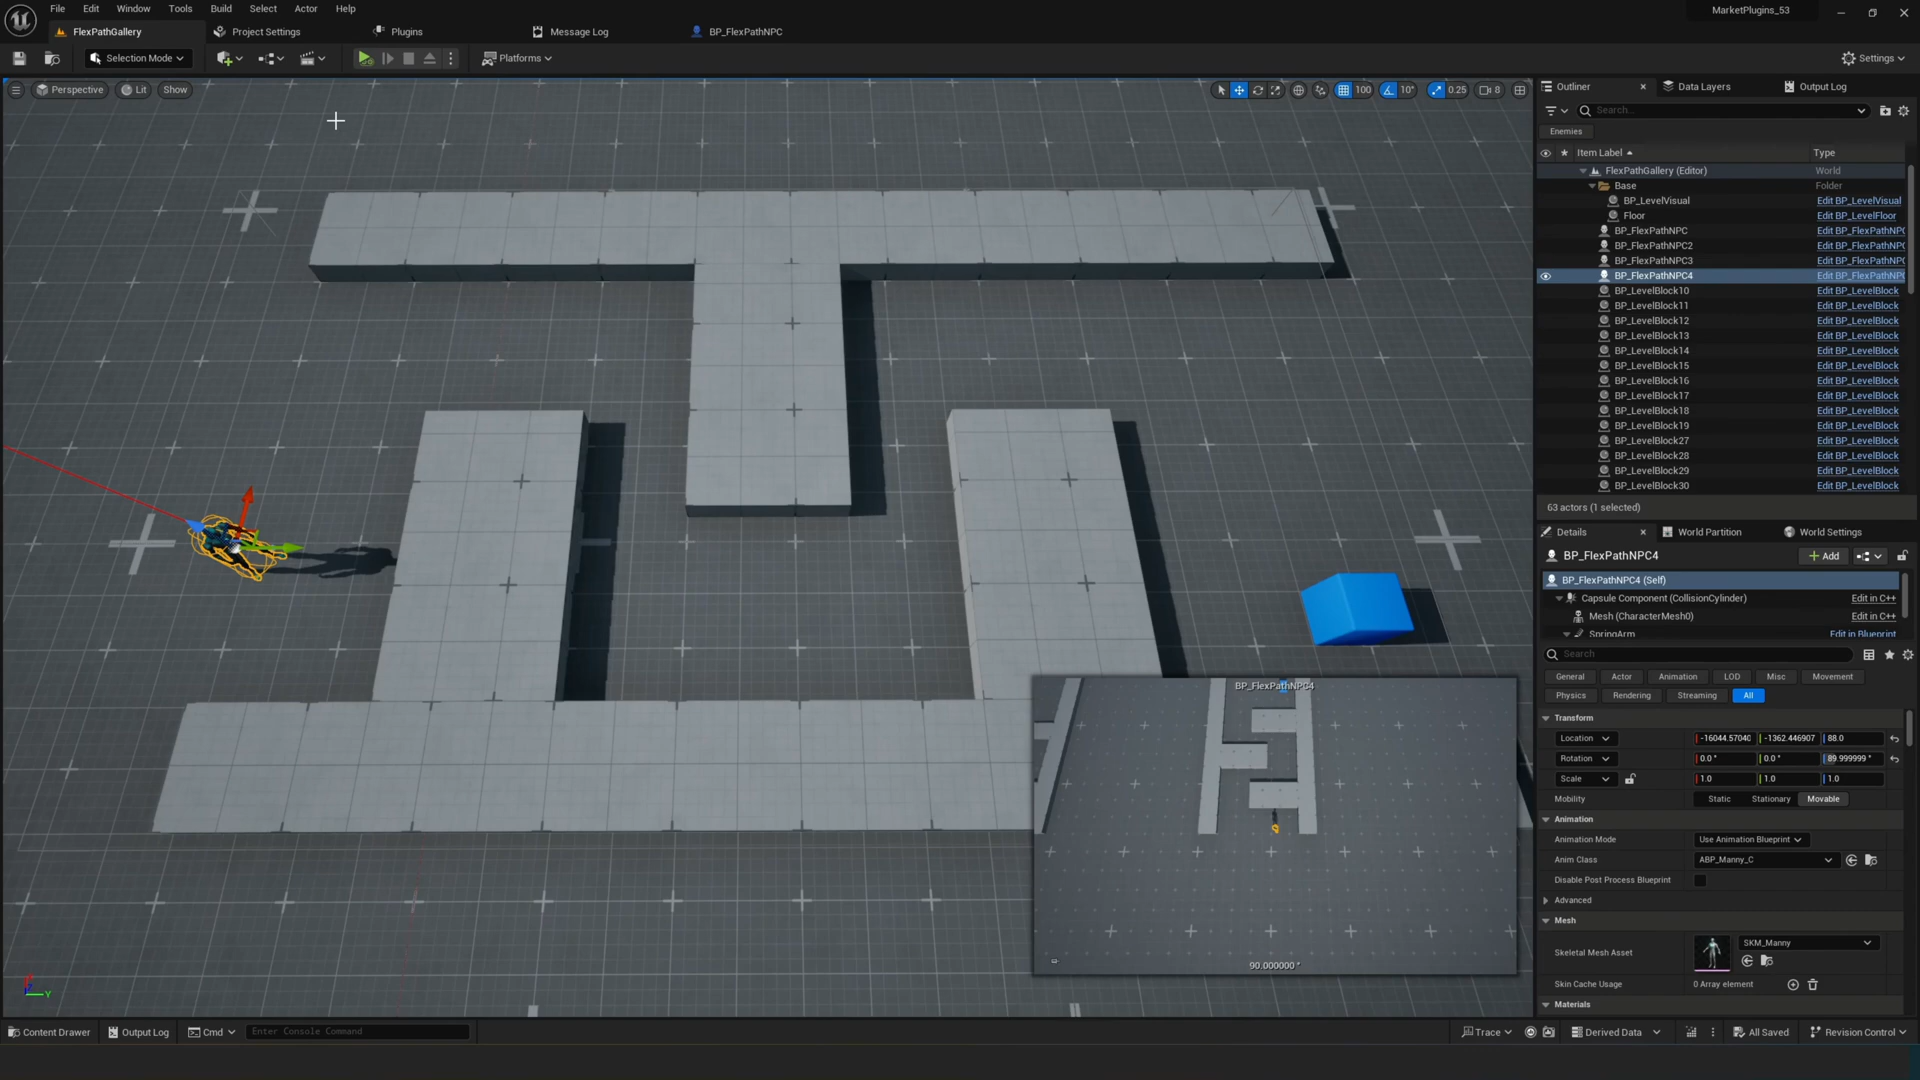 File Edit Window Tools Build Select Actor Help
MarketPlugins_53
FlexPathGallery Project Settings Plugins Message Log BP_FlexPathNPC
Selection Mode Platforms Settings
Perspective Lit Show 100 10° 0.25 8
Outliner Data Layers Output Log
Search...
Enemies
Item Label Type
FlexPathGallery (Editor) World
Base Folder
BP_LevelVisual Edit BP_LevelVisual
Floor Edit BP_LevelFloor
BP_FlexPathNPC Edit BP_FlexPathNPC
BP_FlexPathNPC2 Edit BP_FlexPathNPC
BP_FlexPathNPC3 Edit BP_FlexPathNPC
BP_FlexPathNPC4 Edit BP_FlexPathNPC
BP_LevelBlock10 Edit BP_LevelBlock
BP_LevelBlock11 Edit BP_LevelBlock
BP_LevelBlock12 Edit BP_LevelBlock
BP_LevelBlock13 Edit BP_LevelBlock
BP_LevelBlock14 Edit BP_LevelBlock
BP_LevelBlock15 Edit BP_LevelBlock
BP_LevelBlock16 Edit BP_LevelBlock
BP_LevelBlock17 Edit BP_LevelBlock
BP_LevelBlock18 Edit BP_LevelBlock
BP_LevelBlock19 Edit BP_LevelBlock
BP_LevelBlock27 Edit BP_LevelBlock
BP_LevelBlock28 Edit BP_LevelBlock
BP_LevelBlock29 Edit BP_LevelBlock
BP_LevelBlock30 Edit BP_LevelBlock
63 actors (1 selected)
Details World Partition World Settings
BP_FlexPathNPC4 + Add
BP_FlexPathNPC4 (Self)
Capsule Component (CollisionCylinder) Edit in C++
Mesh (CharacterMesh0) Edit in C++
SpringArm Edit in Blueprint
Search
General Actor Animation LOD Misc Movement
Physics Rendering Streaming All
Transform
Location -16044.57040 -1362.446907 88.0
Rotation 0.0 ° 0.0 ° 89.999999 °
Scale 1.0 1.0 1.0
Mobility Static Stationary Movable
Animation
Animation Mode Use Animation Blueprint
Anim Class ABP_Manny_C
Disable Post Process Blueprint
Advanced
Mesh
Skeletal Mesh Asset SKM_Manny
Skin Cache Usage 0 Array element
Materials
BP_FlexPathNPC4
90.000000 °
Z Y
Content Drawer Output Log Cmd Enter Console Command Trace Derived Data All Saved Revision Control